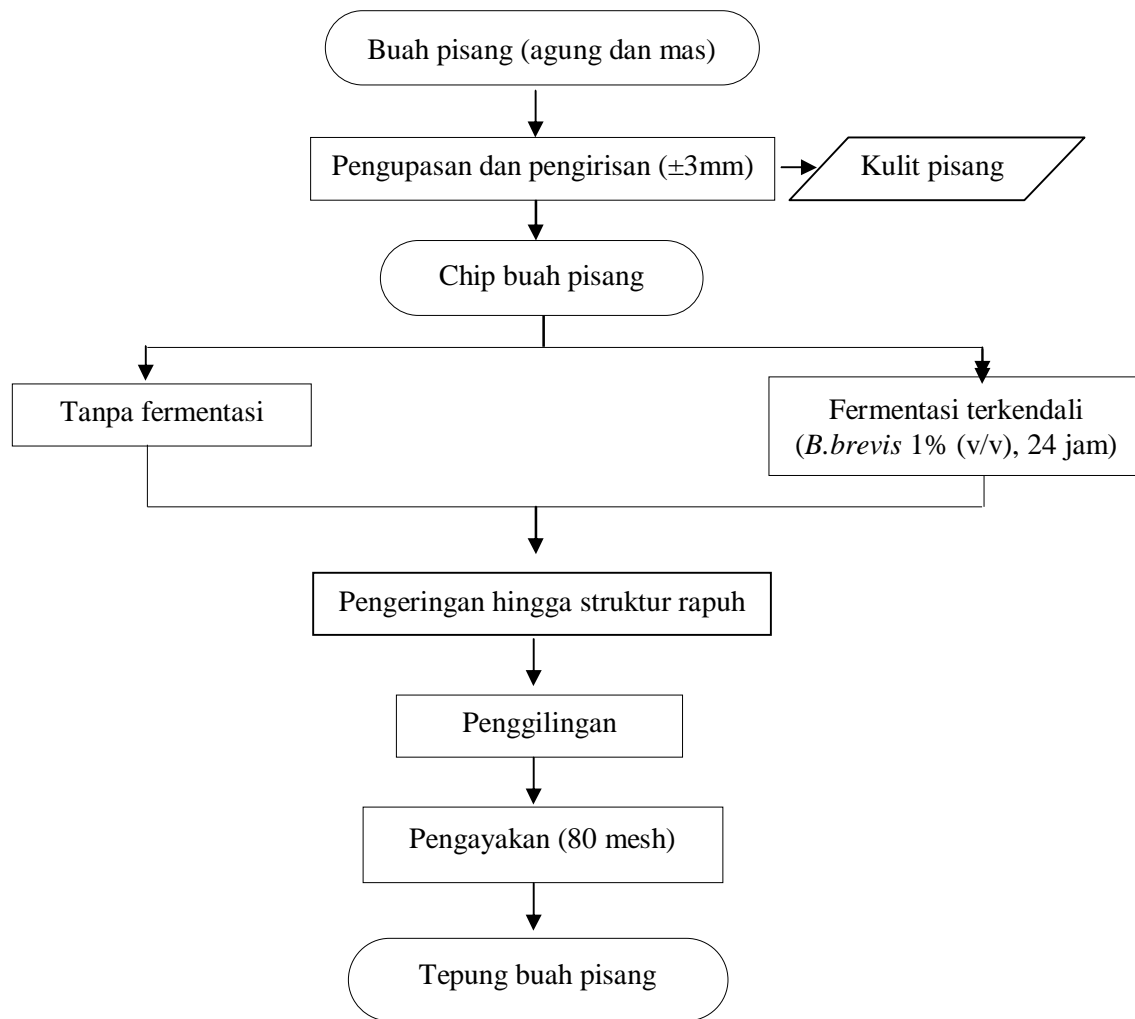 Buah pisang (agung dan mas)
Pengupasan dan pengirisan (±3mm)
Kulit pisang
Chip buah pisang
Tanpa fermentasi
Fermentasi terkendali
(B.brevis 1% (v/v), 24 jam)
Pengeringan hingga struktur rapuh
Penggilingan
Pengayakan (80 mesh)
Tepung buah pisang